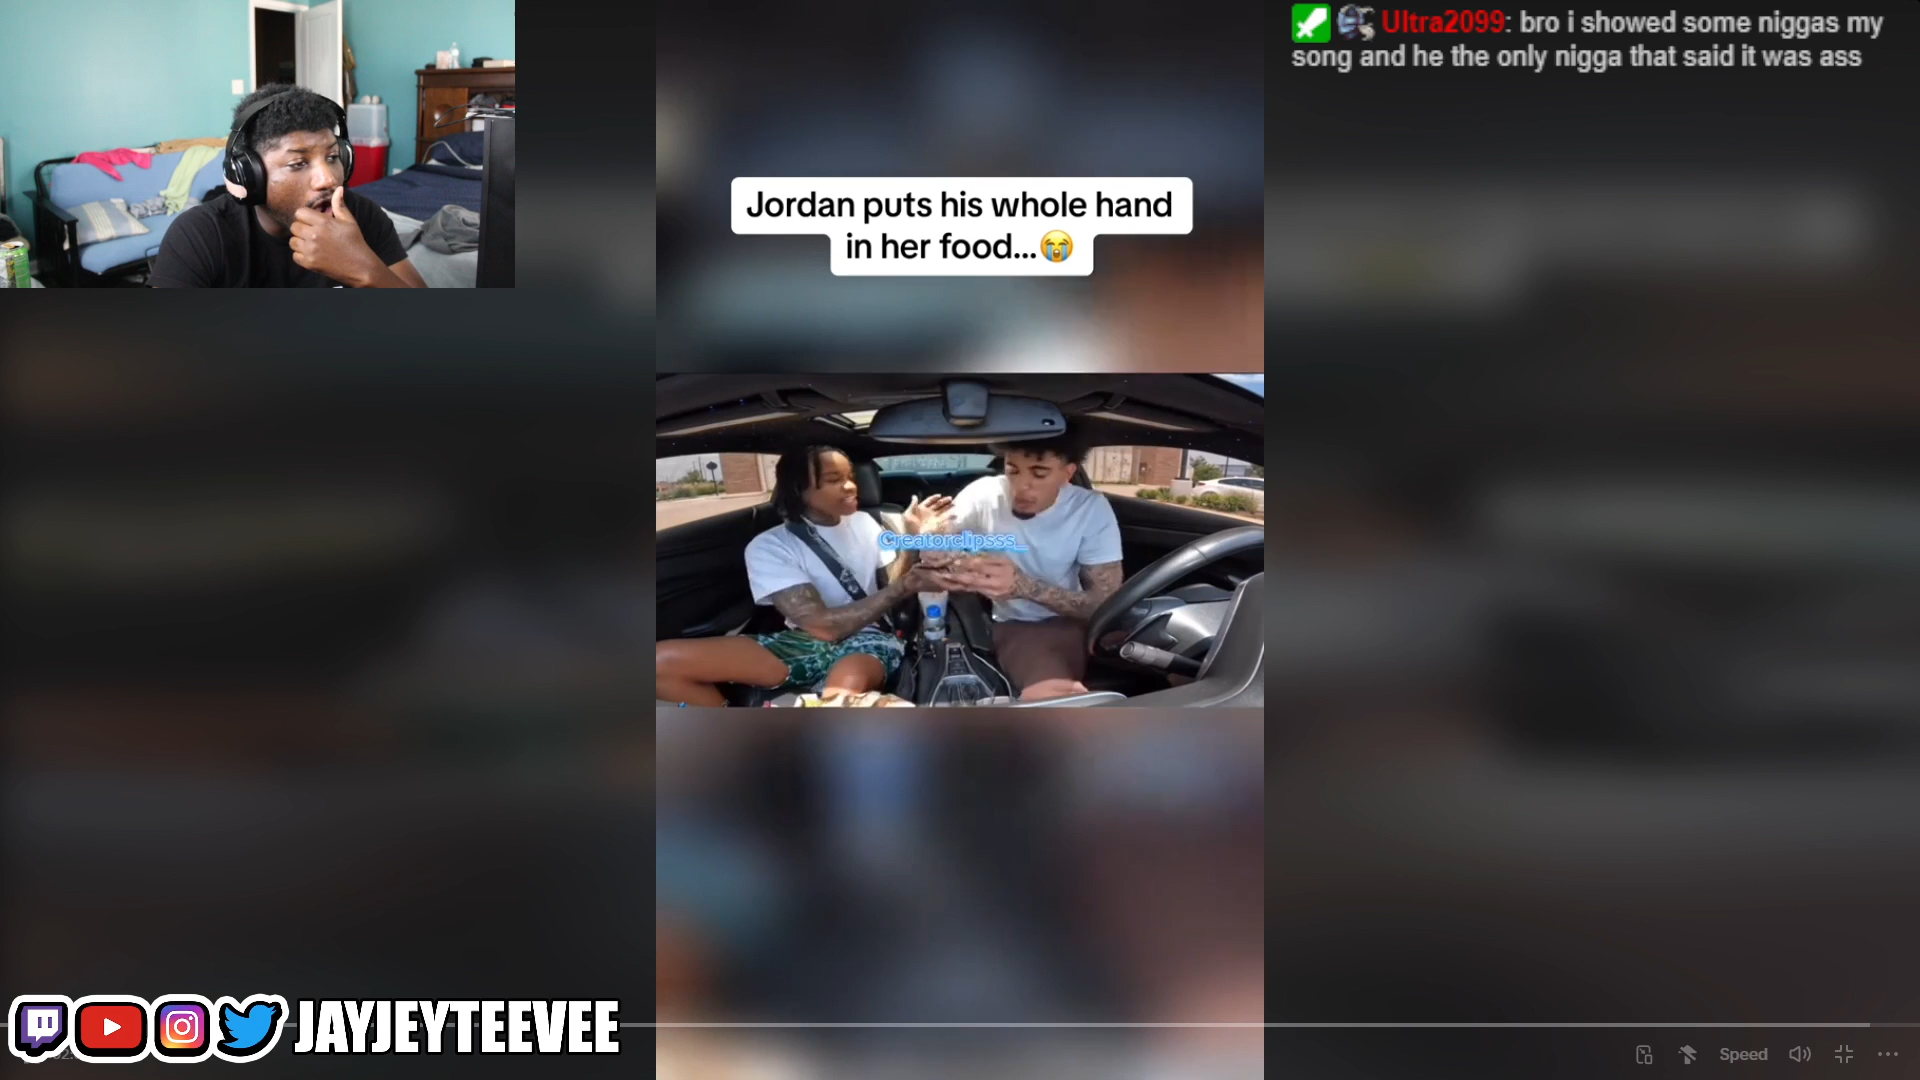 Ultra2099: bro i showed some niggas my
song and he the only nigga that said it was ass
Jordan puts his whole hand
in her food...😭
Creatorclipsss_
JAYJEYTEEVEE
Speed